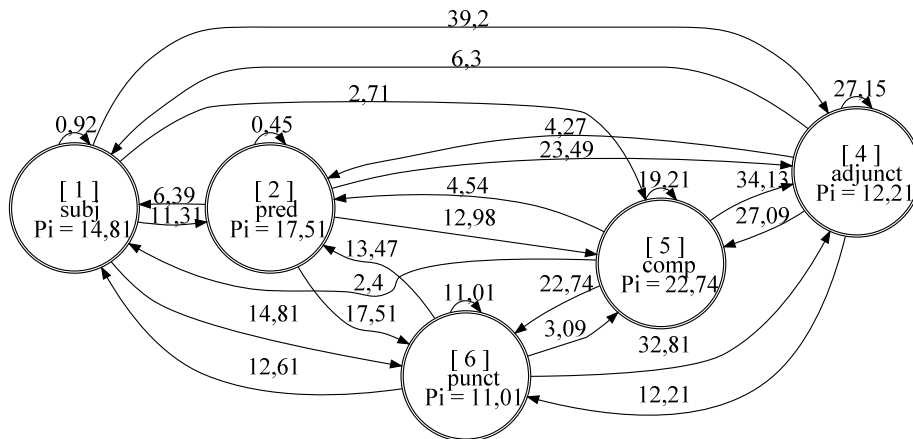 39,2
6,3
2,71
0,92
0,45
27,15
4,27
23,49
[ 1 ]
subj
Pi = 14,81
6,39
11,31
[ 2 ]
pred
Pi = 17,51
4,54
12,98
19,21
34,13
27,09
[ 4 ]
adjunct
Pi = 12,21
[ 5 ]
comp
Pi = 22,74
13,47
2,4
11,01
22,74
14,81
17,51
3,09
32,81
12,61
[ 6 ]
punct
Pi = 11,01
12,21